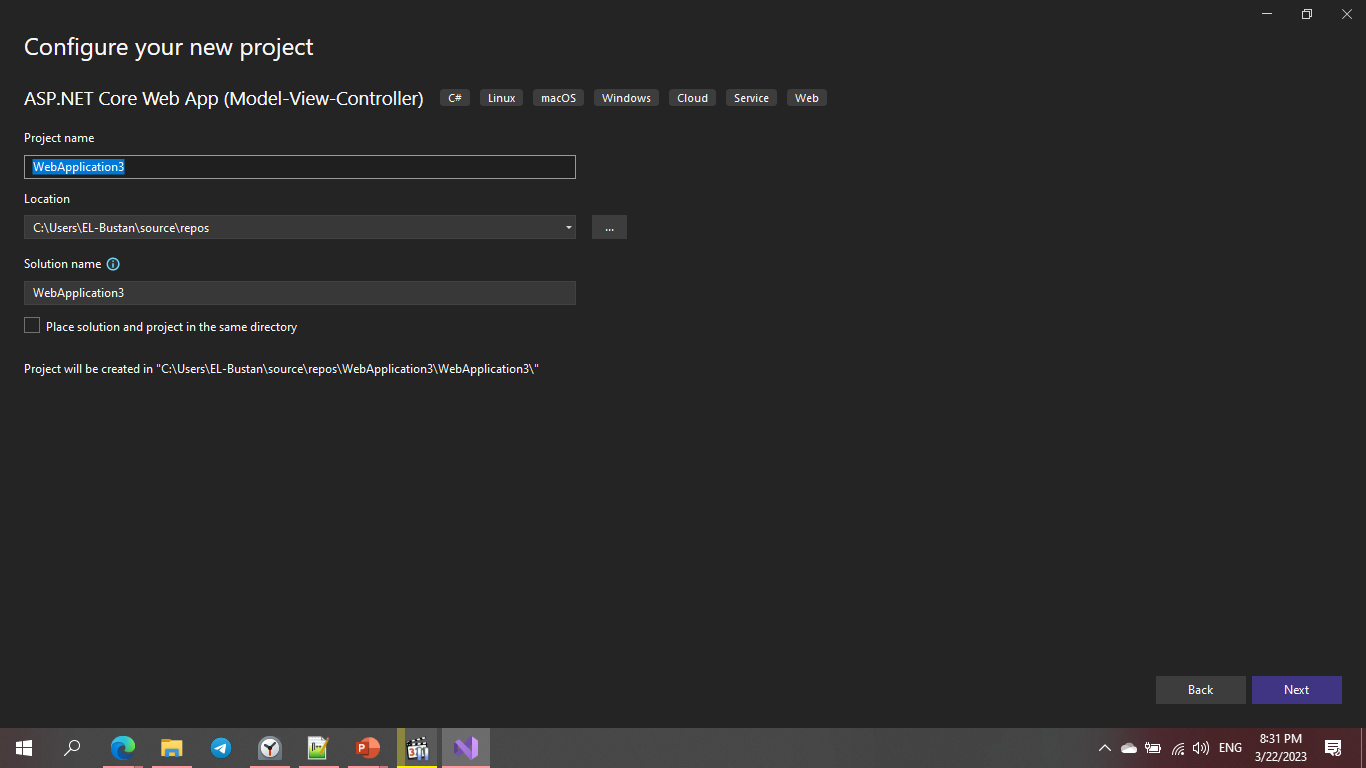 Configure your new project
ASP.NET Core Web App (Model-View-Controller) C# Linux macOS Windows Cloud Service Web
Project name
WebApplication3
Location
C:\Users\EL-Bustan\source\repos
...
Solution name
WebApplication3
Place solution and project in the same directory
Project will be created in "C:\Users\EL-Bustan\source\repos\WebApplication3\WebApplication3\"
Back Next
ENG
8:31 PM
3/22/2023